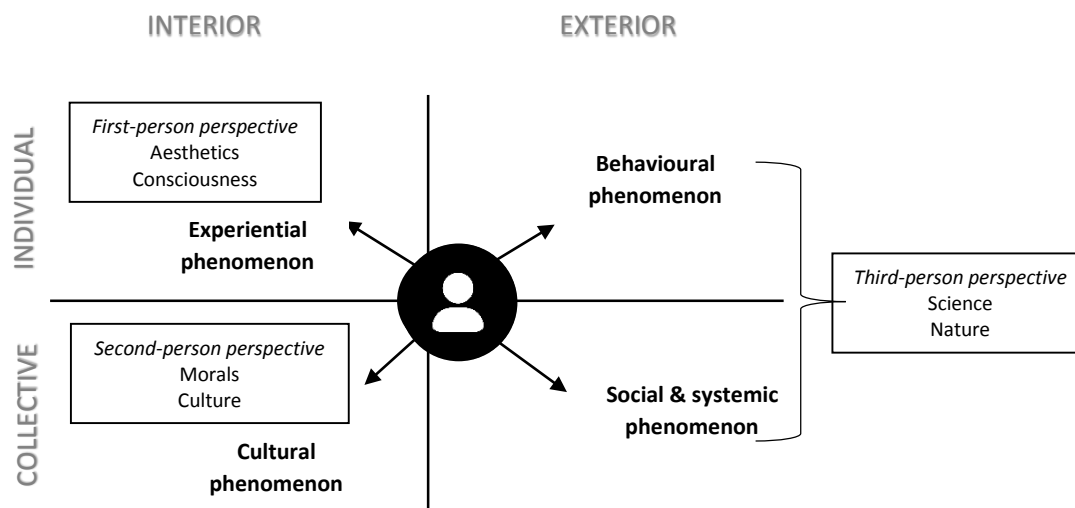 INTERIOR
EXTERIOR
INDIVIDUAL
First-person perspective
Aesthetics
Consciousness
Experiential
phenomenon
Behavioural
phenomenon
Third-person perspective
Science
Nature
COLLECTIVE
Second-person perspective
Morals
Culture
Cultural
phenomenon
Social & systemic
phenomenon